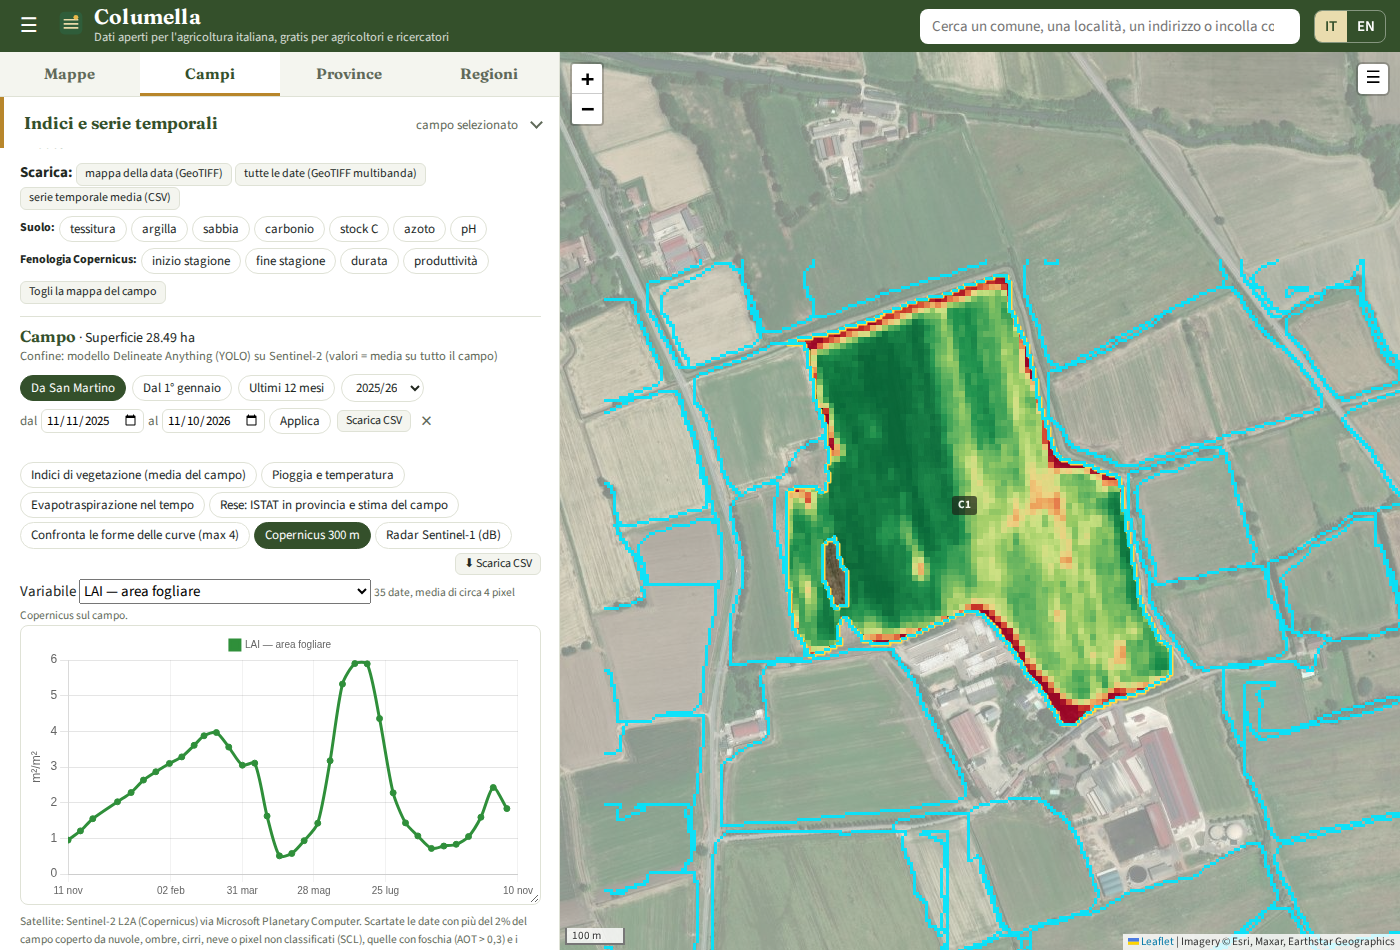 ☰ Columella
Dati aperti per l'agricoltura italiana, gratis per agricoltori e ricercatori
Cerca un comune, una località, un indirizzo o incolla cc
IT EN
Mappe Campi Province Regioni
Indici e serie temporali campo selezionato
Scarica: mappa della data (GeoTIFF) tutte le date (GeoTIFF multibanda)
serie temporale media (CSV)
Suolo: tessitura argilla sabbia carbonio stock C azoto pH
Fenologia Copernicus: inizio stagione fine stagione durata produttività
Togli la mappa del campo
Campo · Superficie 28.49 ha
Confine: modello Delineate Anything (YOLO) su Sentinel-2 (valori = media su tutto il campo)
Da San Martino Dal 1° gennaio Ultimi 12 mesi 2025/26
dal 11/11/2025 al 11/10/2026 Applica Scarica CSV ✕
Indici di vegetazione (media del campo) Pioggia e temperatura
Evapotraspirazione nel tempo Rese: ISTAT in provincia e stima del campo
Confronta le forme delle curve (max 4) Copernicus 300 m Radar Sentinel-1 (dB)
⬇ Scarica CSV
Variabile LAI — area fogliare 35 date, media di circa 4 pixel
Copernicus sul campo.
LAI — area fogliare
6
5
4
3
2
1
0
m²/m²
11 nov 02 feb 31 mar 28 mag 25 lug 10 nov
Satellite: Sentinel-2 L2A (Copernicus) via Microsoft Planetary Computer. Scartate le date con più del 2% del
campo coperto da nuvole, ombre, cirri, neve o pixel non classificati (SCL), quelle con foschia (AOT > 0,3) e i
+
−
☰
C1
100 m
Leaflet | Imagery © Esri, Maxar, Earthstar Geographics